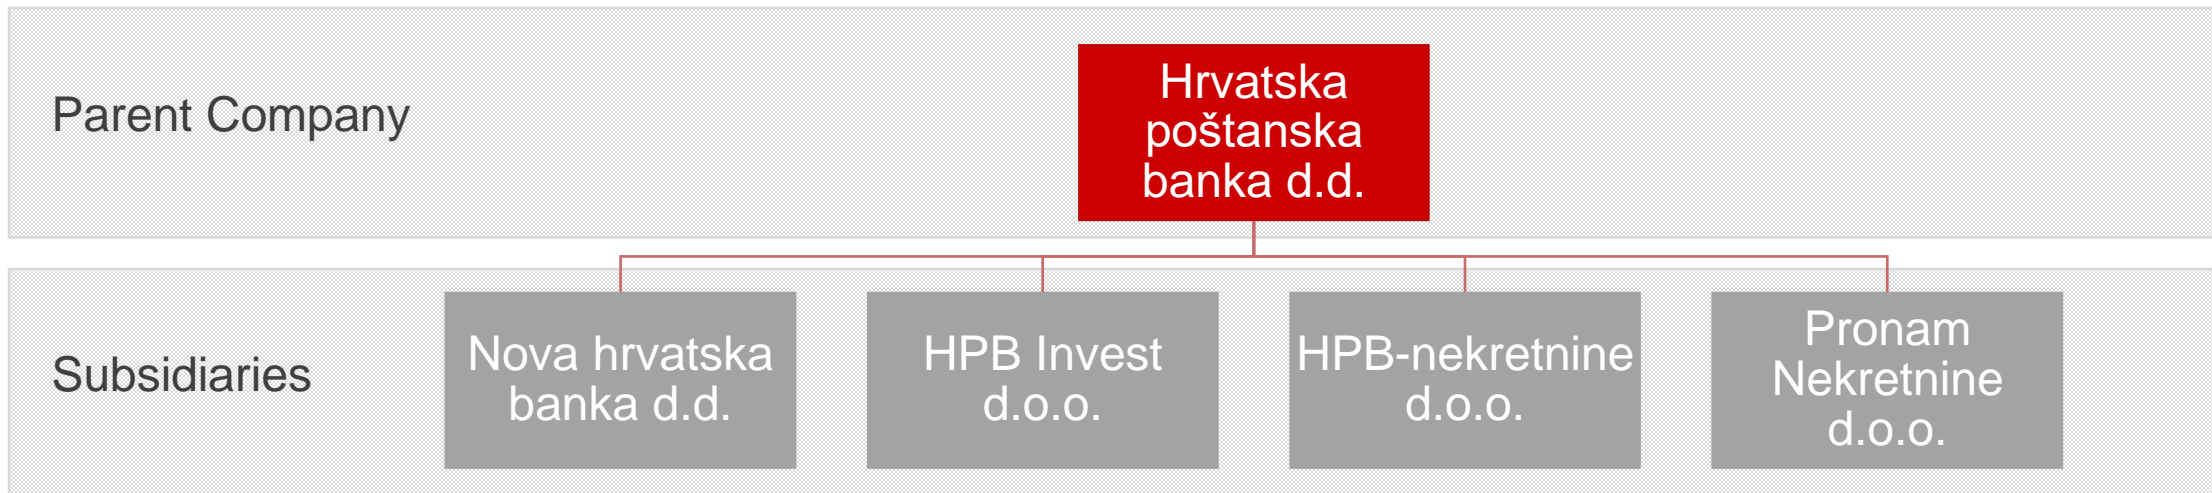 Parent Company
Hrvatska
poštanska
banka d.d.
Subsidiaries
Nova hrvatska
banka d.d.
HPB Invest
d.o.o.
HPB-nekretnine
d.o.o.
Pronam
Nekretnine
d.o.o.